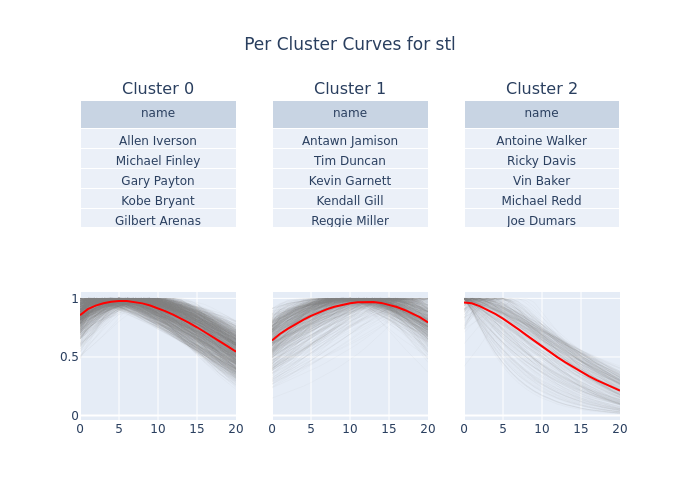 Per Cluster Curves for stl
Cluster 0
Cluster 1
Cluster 2
name
name
name
Allen Iverson
Antawn Jamison
Antoine Walker
Michael Finley
Tim Duncan
Ricky Davis
Gary Payton
Kevin Garnett
Vin Baker
Kobe Bryant
Kendall Gill
Michael Redd
Gilbert Arenas
Reggie Miller
Joe Dumars
1
0.5
0
0 5 10 15 20
0 5 10 15 20
0 5 10 15 20